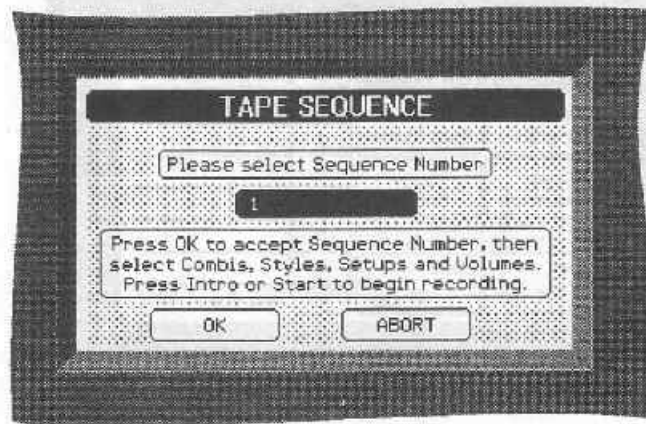 TAPE SEQUENCE
Please select Sequence Number
1
Press OK to accept Sequence Number, then
select Combis, Styles, Setups and Volumes.
Press Intro or Start to begin recording.
OK
ABORT